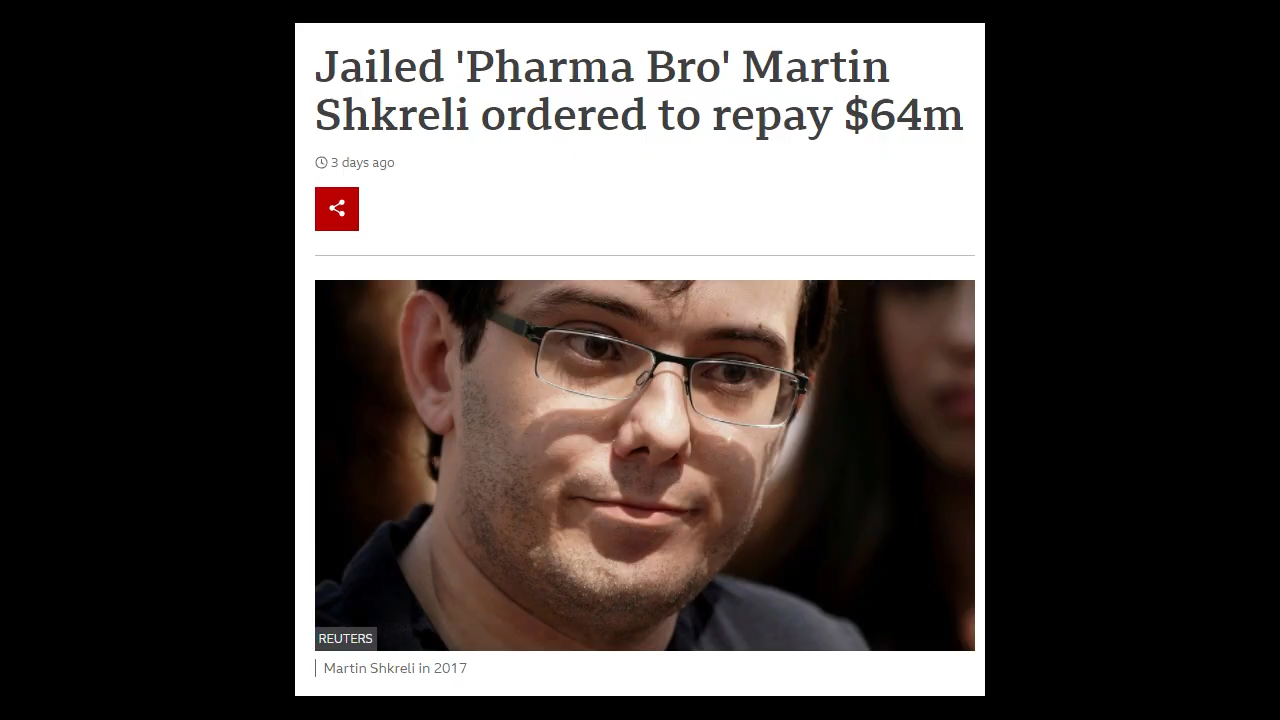 Jailed 'Pharma Bro' Martin
Shkreli ordered to repay $64m
3 days ago
REUTERS
Martin Shkreli in 2017